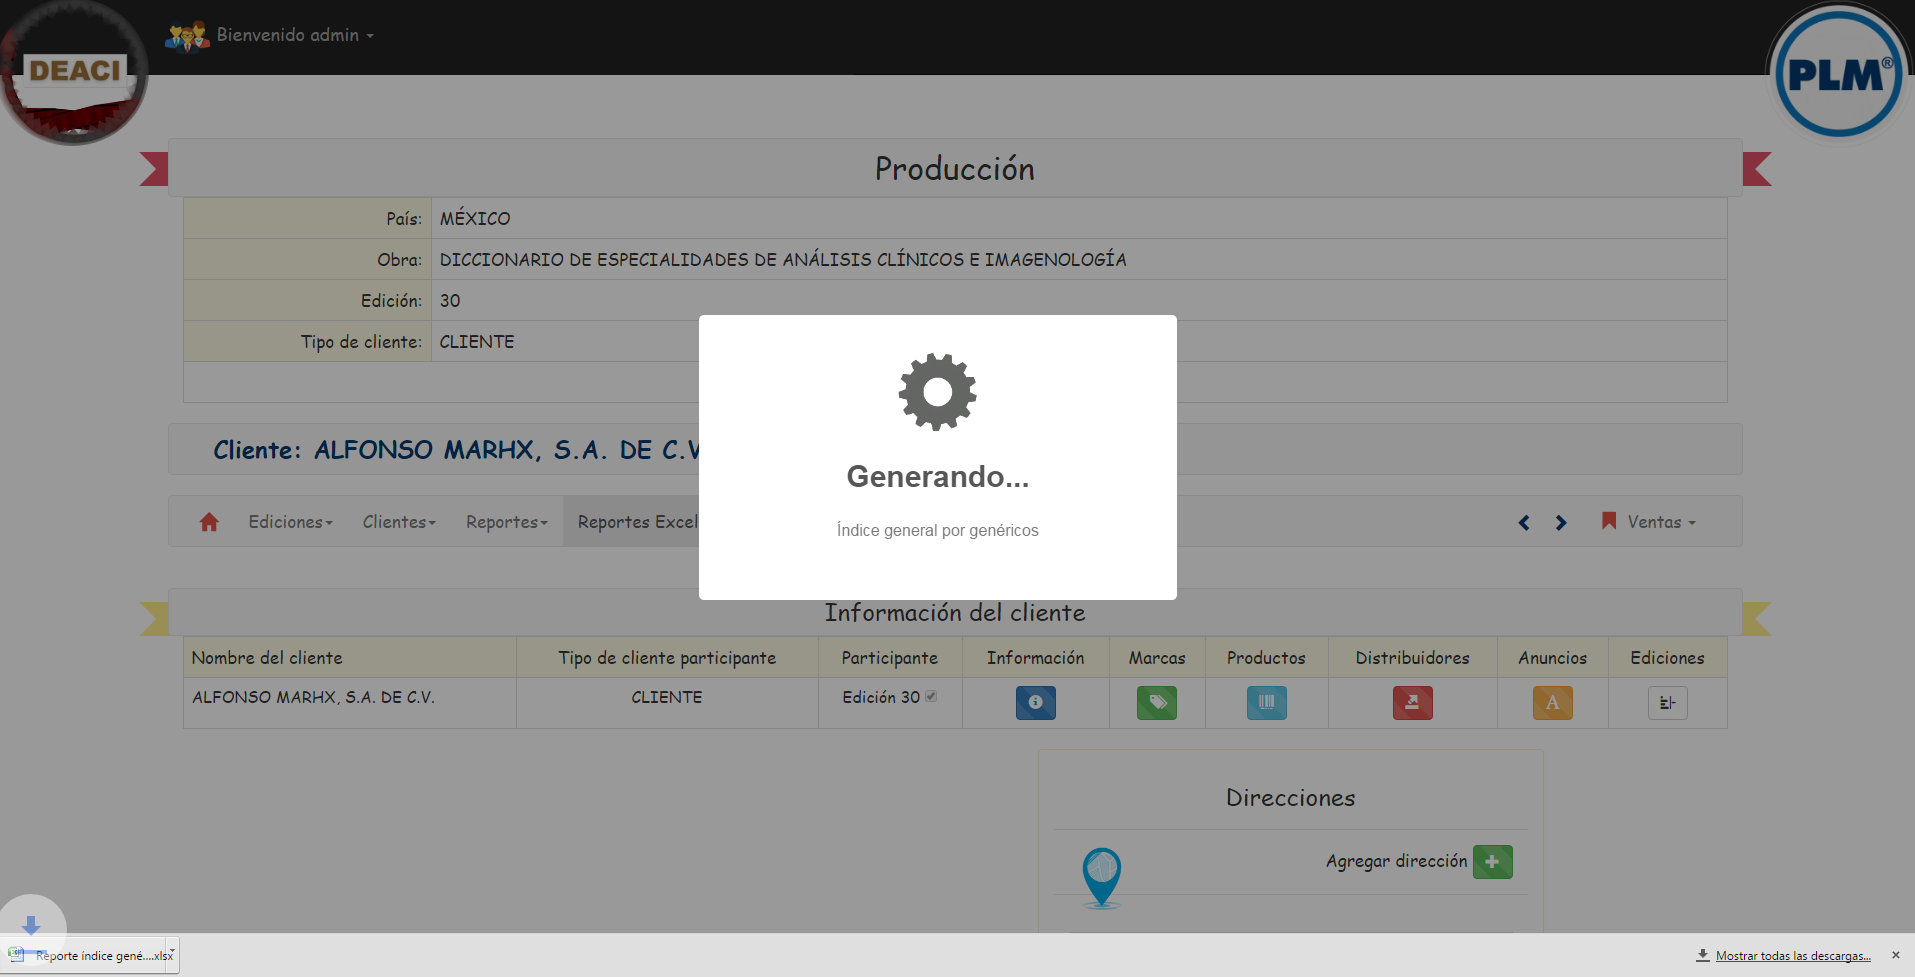 DEACI
Bienvenido admin
PLM®
Producción
País: MÉXICO
Obra: DICCIONARIO DE ESPECIALIDADES DE ANÁLISIS CLÍNICOS E IMAGENOLOGÍA
Edición: 30
Tipo de cliente: CLIENTE
Generando...
Índice general por genéricos
Cliente: ALFONSO MARHX, S.A. DE C.V
Ediciones Clientes Reportes Reportes Excel Ventas
Información del cliente
Nombre del cliente Tipo de cliente participante Participante Información Marcas Productos Distribuidores Anuncios Ediciones
ALFONSO MARHX, S.A. DE C.V. CLIENTE Edición 30 A
Direcciones
Agregar dirección
Reporte índice gené....xlsx
Mostrar todas las descargas...